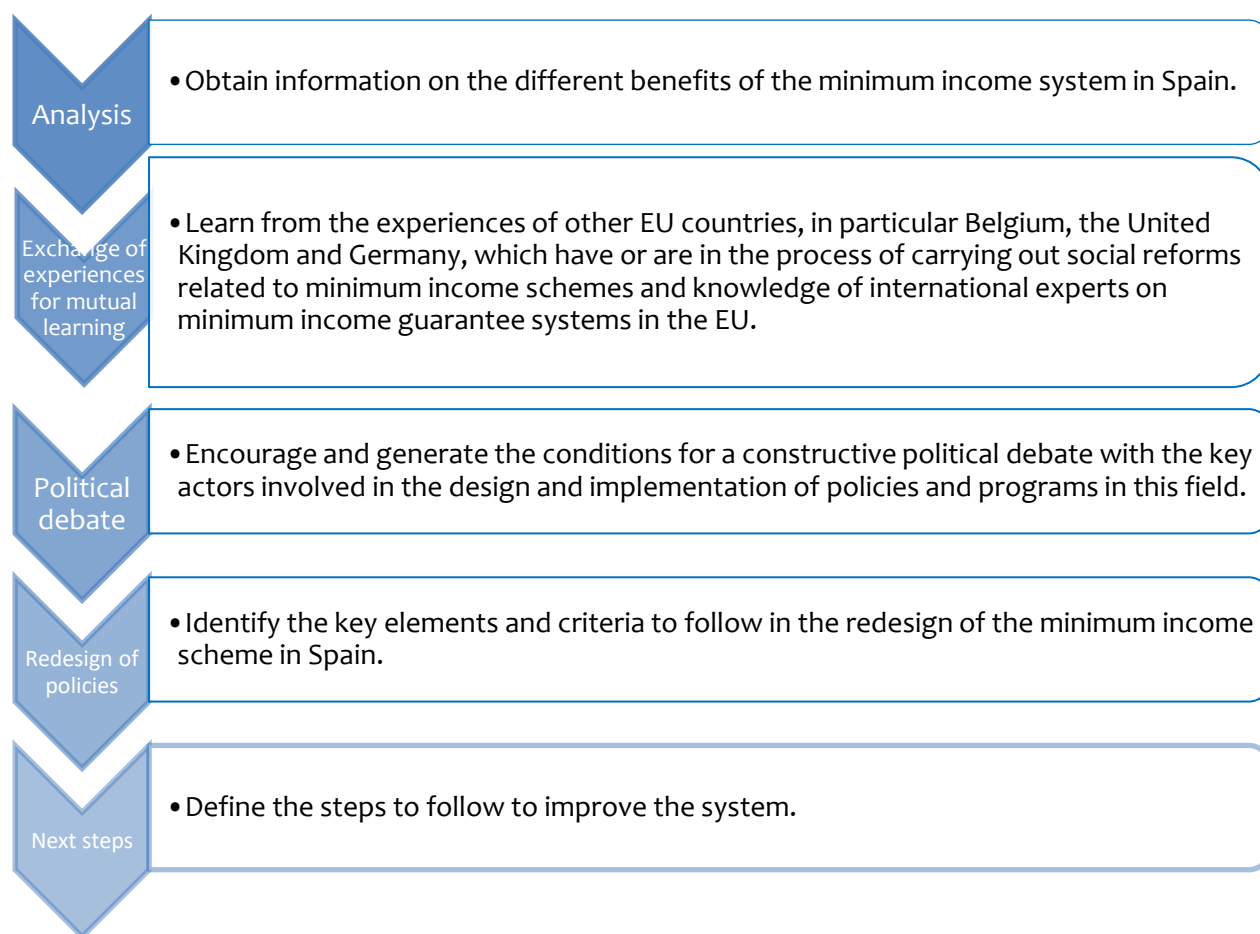 Analysis
•Obtain information on the different benefits of the minimum income system in Spain.
Exchange of
experiences
for mutual
learning
•Learn from the experiences of other EU countries, in particular Belgium, the United
Kingdom and Germany, which have or are in the process of carrying out social reforms
related to minimum income schemes and knowledge of international experts on
minimum income guarantee systems in the EU.
Political
debate
•Encourage and generate the conditions for a constructive political debate with the key
actors involved in the design and implementation of policies and programs in this field.
Redesign of
policies
•Identify the key elements and criteria to follow in the redesign of the minimum income
scheme in Spain.
Next steps
•Define the steps to follow to improve the system.